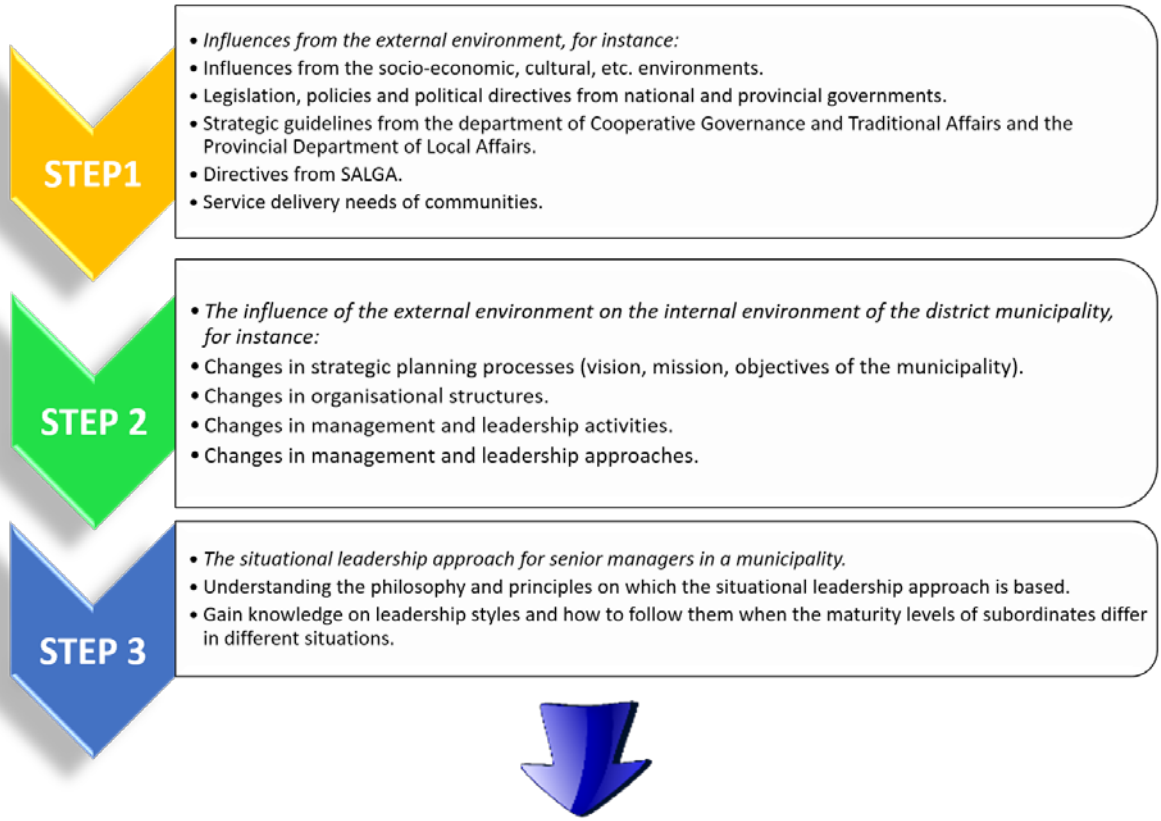 STEP1
• Influences from the external environment, for instance:
• Influences from the socio-economic, cultural, etc. environments.
• Legislation, policies and political directives from national and provincial governments.
• Strategic guidelines from the department of Cooperative Governance and Traditional Affairs and the
Provincial Department of Local Affairs.
• Directives from SALGA.
• Service delivery needs of communities.
STEP 2
• The influence of the external environment on the internal environment of the district municipality,
for instance:
• Changes in strategic planning processes (vision, mission, objectives of the municipality).
• Changes in organisational structures.
• Changes in management and leadership activities.
• Changes in management and leadership approaches.
STEP 3
• The situational leadership approach for senior managers in a municipality.
• Understanding the philosophy and principles on which the situational leadership approach is based.
• Gain knowledge on leadership styles and how to follow them when the maturity levels of subordinates differ
in different situations.